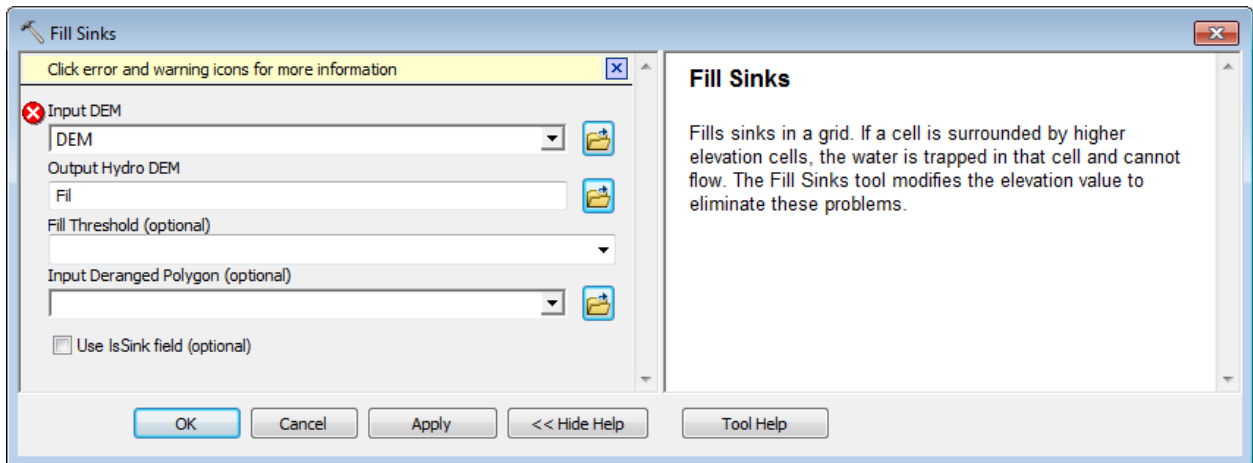 Fill Sinks
Click error and warning icons for more information
Input DEM
DEM
Output Hydro DEM
Fil
Fill Threshold (optional)
Input Deranged Polygon (optional)
Use IsSink field (optional)
Fill Sinks
Fills sinks in a grid. If a cell is surrounded by higher
elevation cells, the water is trapped in that cell and cannot
flow. The Fill Sinks tool modifies the elevation value to
eliminate these problems.
OK
Cancel
Apply
<< Hide Help
Tool Help